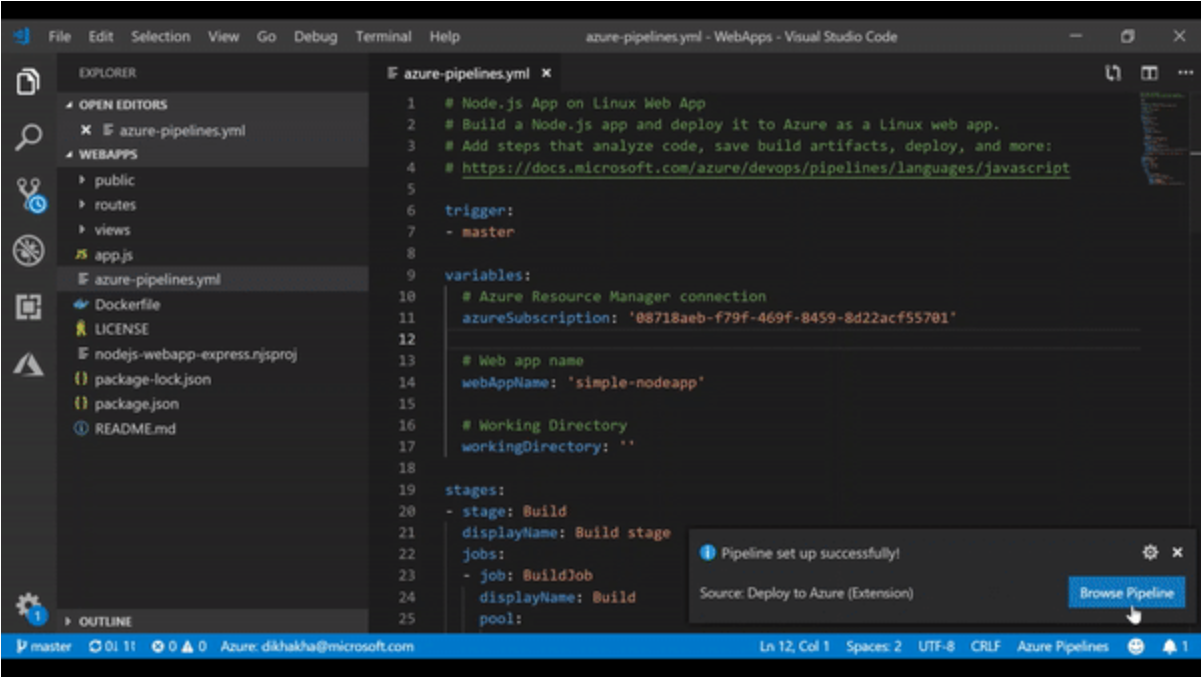 File Edit Selection View Go Debug Terminal Help
azure-pipelines.yml - WebApps - Visual Studio Code
EXPLORER
OPEN EDITORS
azure-pipelines.yml
WEBAPPS
public
routes
views
JS app.js
azure-pipelines.yml
Dockerfile
LICENSE
nodejs-webapp-express.njsproj
{} package-lock.json
{} package.json
README.md
OUTLINE
azure-pipelines.yml
1 # Node.js App on Linux Web App
2 # Build a Node.js app and deploy it to Azure as a Linux web app.
3 # Add steps that analyze code, save build artifacts, deploy, and more:
4 # https://docs.microsoft.com/azure/devops/pipelines/languages/javascript
5
6 trigger:
7 - master
8
9 variables:
10 # Azure Resource Manager connection
11 azureSubscription: '08718aeb-f79f-469f-8459-8d22acf55701'
12
13 # Web app name
14 webAppName: 'simple-nodeapp'
15
16 # Working Directory
17 workingDirectory: ''
18
19 stages:
20 - stage: Build
21 displayName: Build stage
22 jobs:
23 - job: BuildJob
24 displayName: Build
25 pool:
Pipeline set up successfully!
Source: Deploy to Azure (Extension)
Browse Pipeline
1
master 0↓ 1↑ 0 0 Azure: dikhakha@microsoft.com
Ln 12, Col 1 Spaces: 2 UTF-8 CRLF Azure Pipelines 1